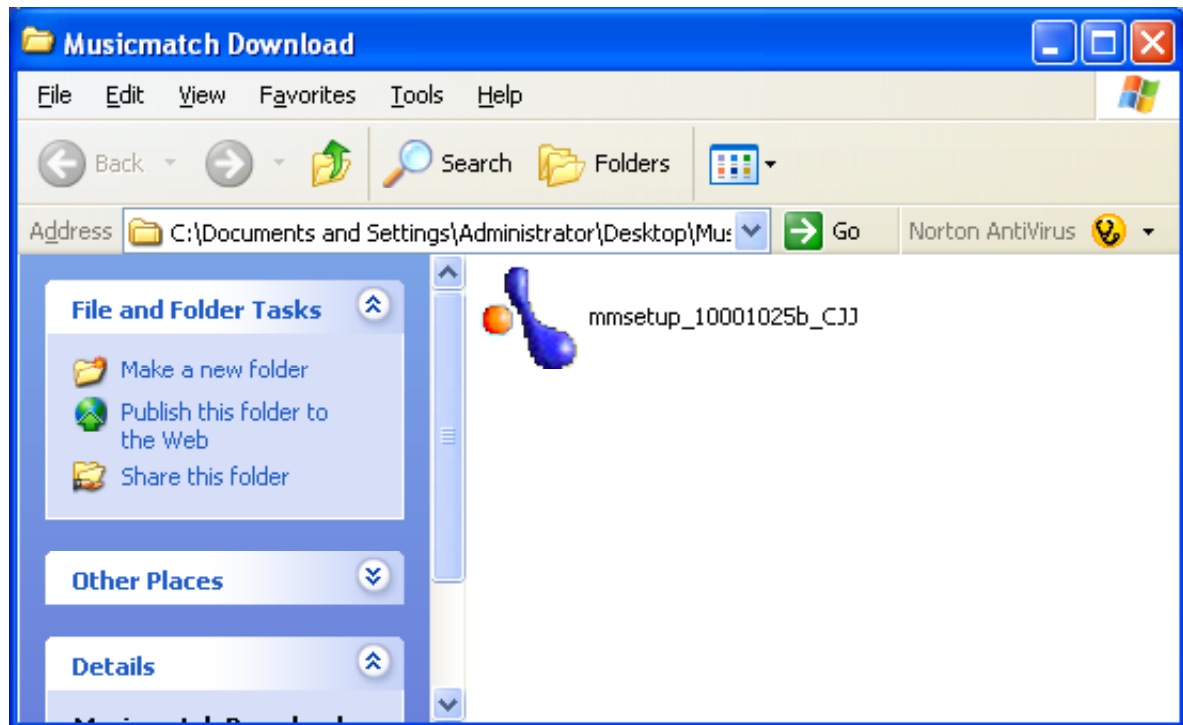 Musicmatch Download
File Edit View Favorites Tools Help
Back Search Folders
Address C:\Documents and Settings\Administrator\Desktop\Mus Go Norton AntiVirus
File and Folder Tasks
mmsetup_10001025b_CJJ
Make a new folder
Publish this folder to
the Web
Share this folder
Other Places
Details